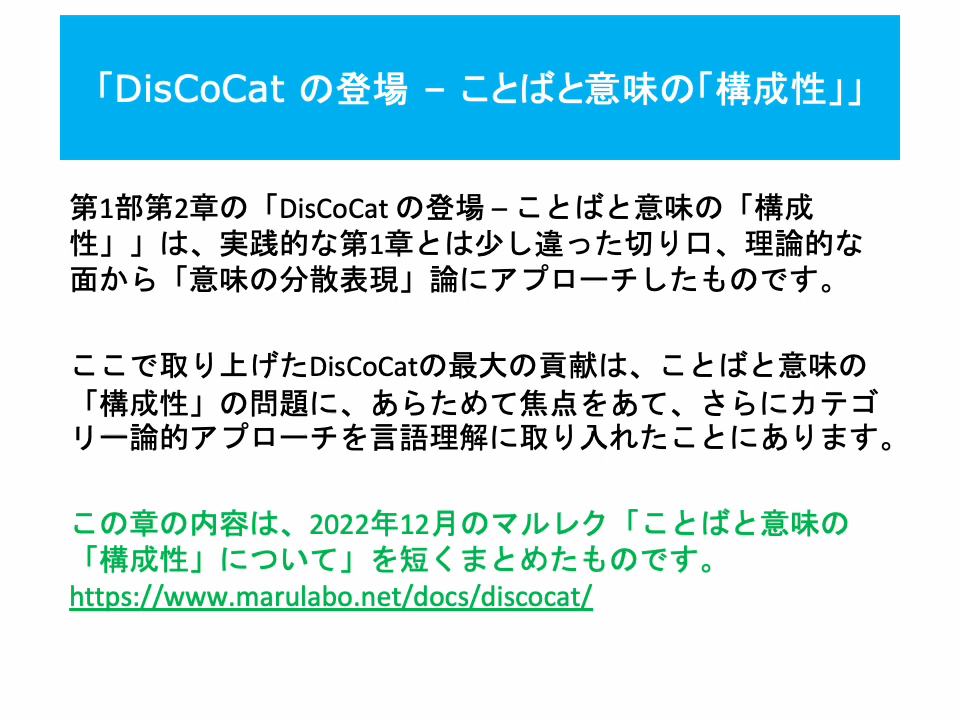 「DisCoCat の登場 – ことばと意味の「構成性」」
第1部第2章の「DisCoCat の登場 – ことばと意味の「構成
性」」は、実践的な第1章とは少し違った切り口、理論的な
面から「意味の分散表現」論にアプローチしたものです。
ここで取り上げたDisCoCatの最大の貢献は、ことばと意味の
「構成性」の問題に、あらためて焦点をあて、さらにカテゴ
リー論的アプローチを言語理解に取り入れたことにあります。
この章の内容は、2022年12月のマルレク「ことばと意味の
「構成性」について」を短くまとめたものです。
https://www.marulabo.net/docs/discocat/